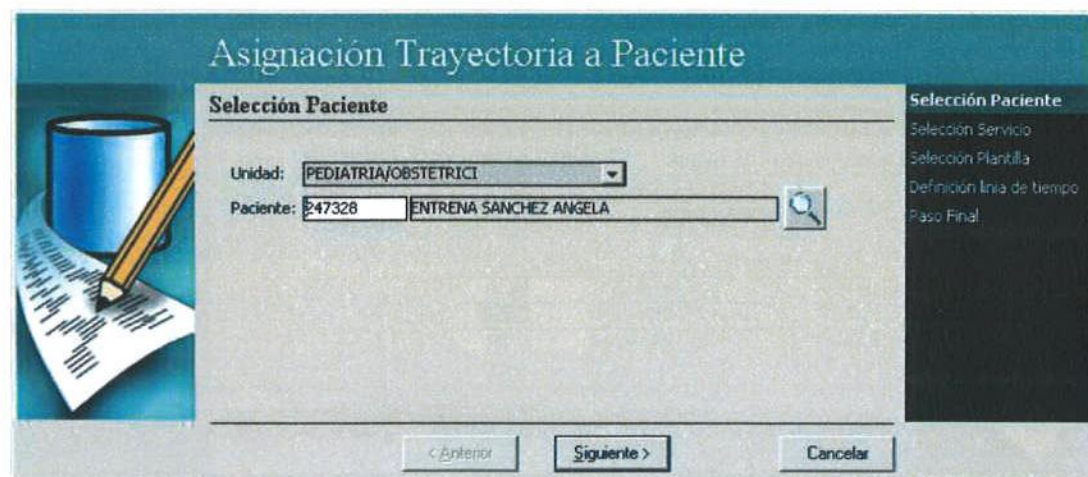 Asignación Trayectoria a Paciente
Selección Paciente
Unidad: PEDIATRIA/OBSTETRICI
Paciente: 247328 ENTRENA SANCHEZ ANGELA
< Anterior Siguiente > Cancelar
Selección Paciente
Selección Servicio
Selección Plantilla
Definición linia de tiempo
Paso Final